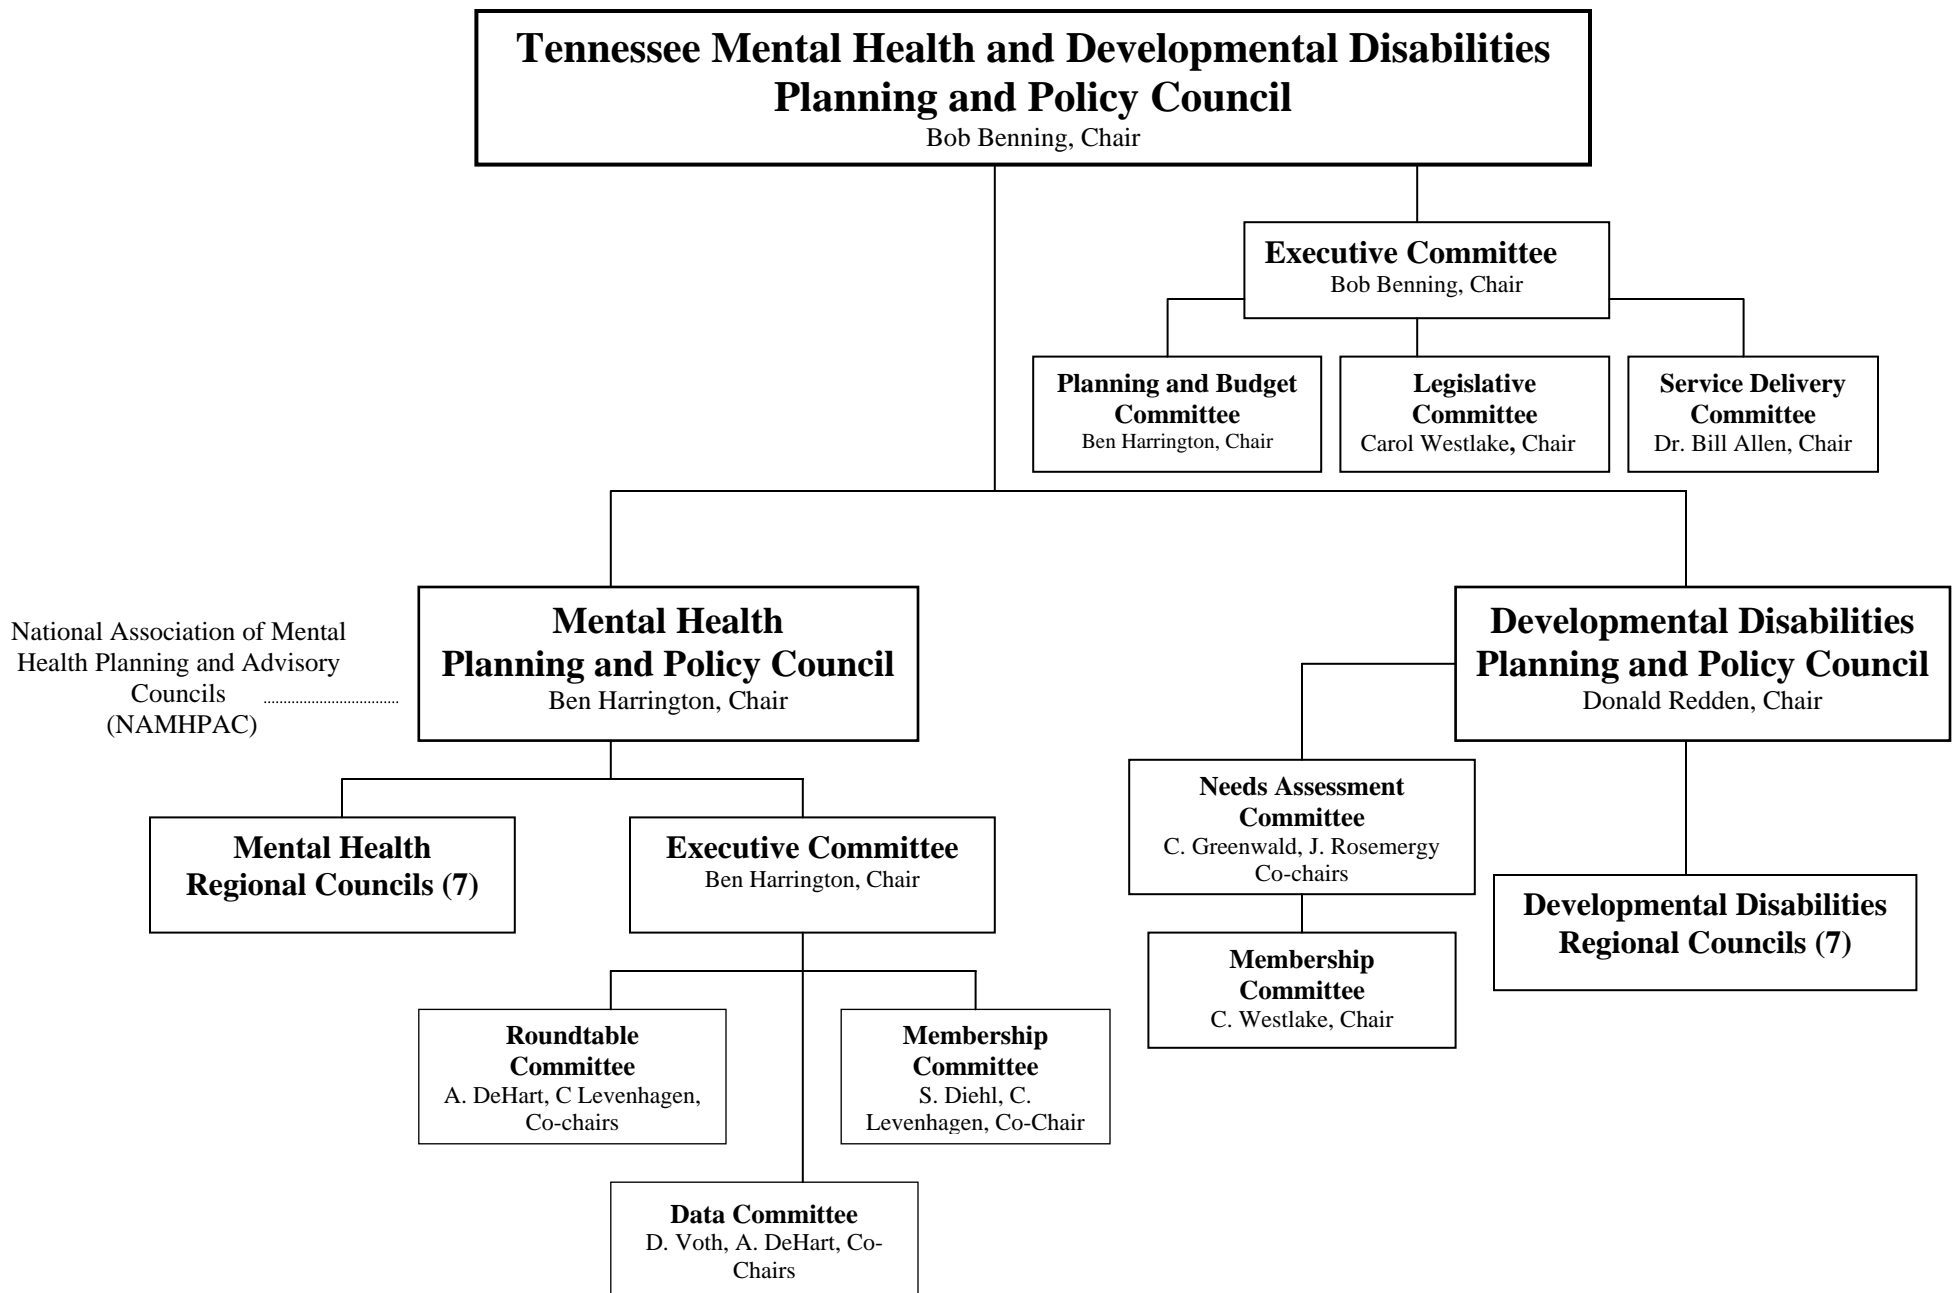 Tennessee Mental Health and Developmental Disabilities
Planning and Policy Council
Bob Benning, Chair
Executive Committee
Bob Benning, Chair
Planning and Budget
Committee
Ben Harrington, Chair
Legislative
Committee
Carol Westlake, Chair
Service Delivery
Committee
Dr. Bill Allen, Chair
National Association of Mental
Health Planning and Advisory
Councils
(NAMHPAC)
Mental Health
Planning and Policy Council
Ben Harrington, Chair
Developmental Disabilities
Planning and Policy Council
Donald Redden, Chair
Mental Health
Regional Councils (7)
Executive Committee
Ben Harrington, Chair
Needs Assessment
Committee
C. Greenwald, J. Rosemergy
Co-chairs
Developmental Disabilities
Regional Councils (7)
Membership
Committee
C. Westlake, Chair
Roundtable
Committee
A. DeHart, C Levenhagen,
Co-chairs
Membership
Committee
S. Diehl, C.
Levenhagen, Co-Chair
Data Committee
D. Voth, A. DeHart, Co-
Chairs